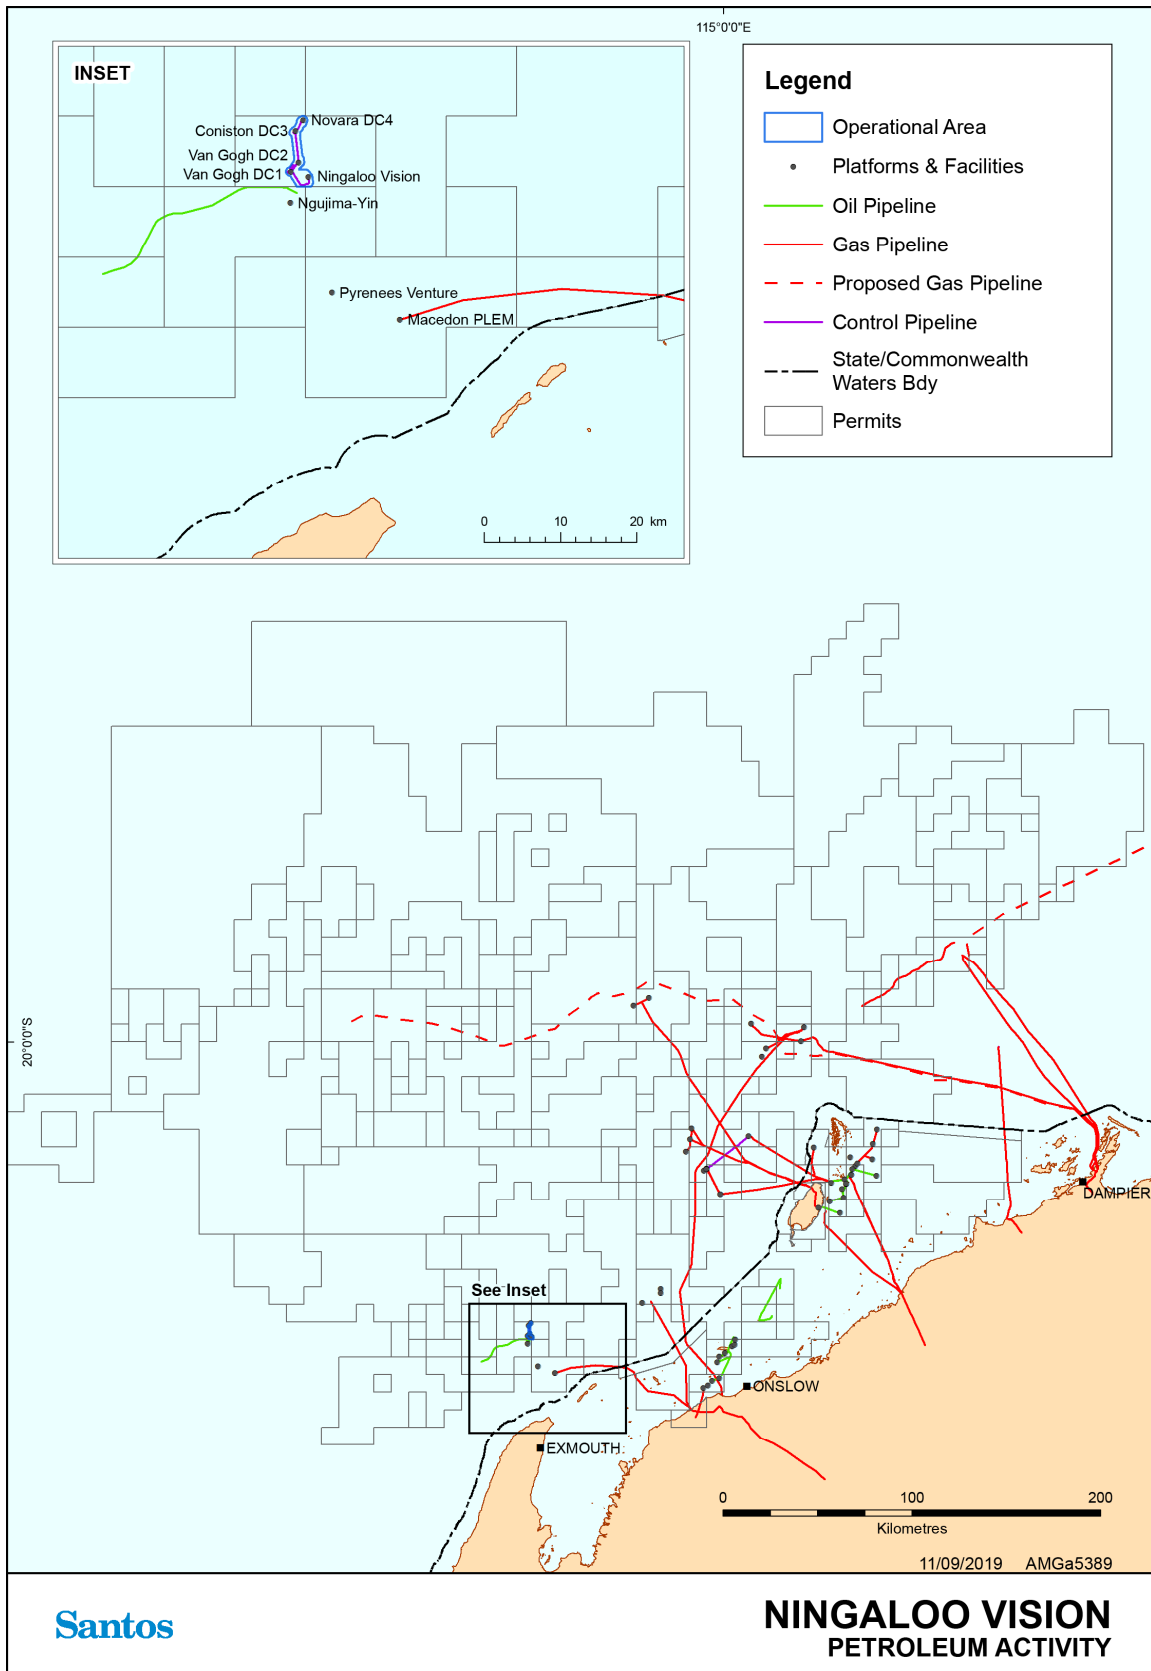 115°0'0"E
INSET
Novara DC4
Coniston DC3
Van Gogh DC2
Van Gogh DC1
Ningaloo Vision
Ngujima-Yin
Pyrenees Venture
Macedon PLEM
0 10 20 km
Legend
Operational Area
Platforms & Facilities
Oil Pipeline
Gas Pipeline
Proposed Gas Pipeline
Control Pipeline
State/Commonwealth
Waters Bdy
Permits
20°0'0"S
DAMPIER
See Inset
ONSLOW
EXMOUTH
0 100 200
Kilometres
11/09/2019 AMGa5389
Santos
NINGALOO VISION
PETROLEUM ACTIVITY